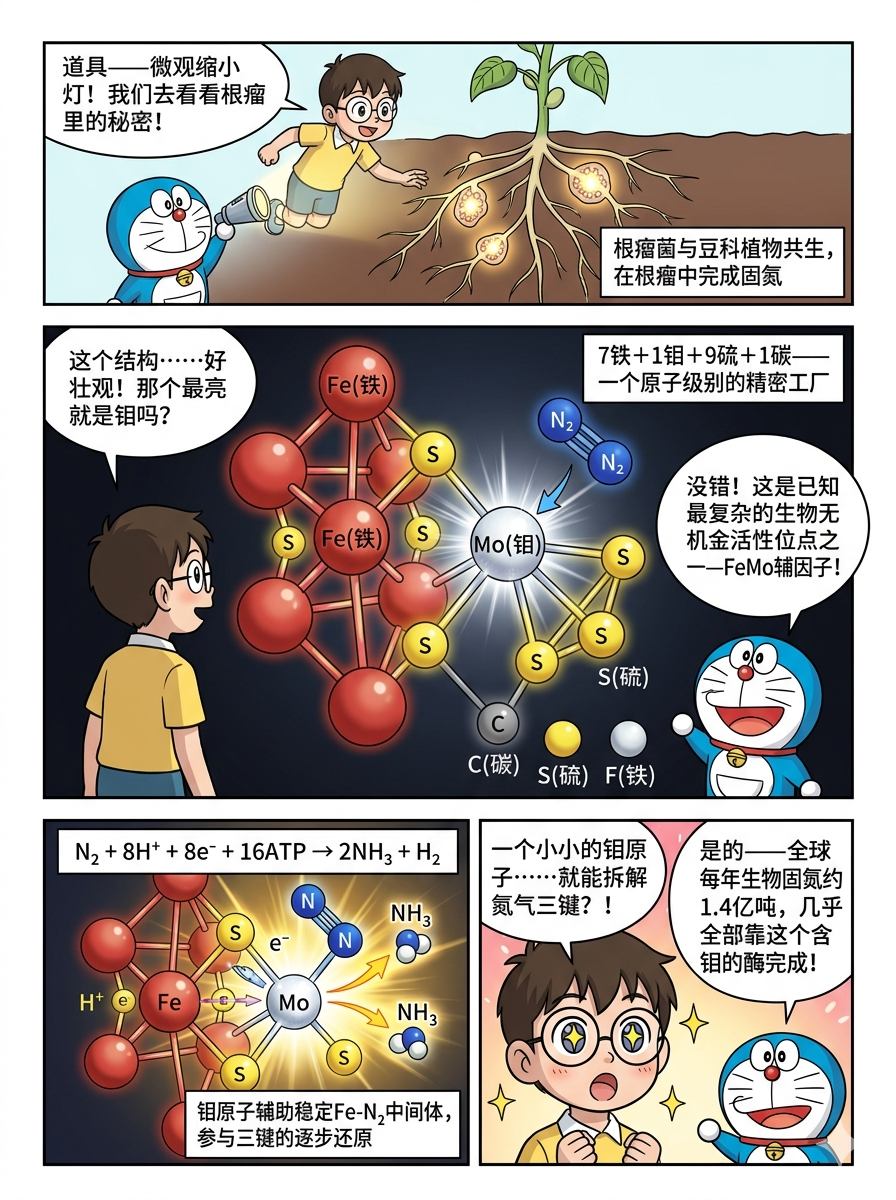 道具——微观缩小
灯！我们去看看根瘤
里的秘密！
根瘤菌与豆科植物共生，
在根瘤中完成固氮
这个结构……好
壮观！那个最亮
就是钼吗？
7铁＋1钼＋9硫＋1碳——
一个原子级别的精密工厂
没错！这是已知
最复杂的生物无
机金活性位点之
一—FeMo辅因子！
Fe(铁)
N₂
N₂
S
S
Fe(铁)
S
Mo(钼)
S
S
S
S
S(硫)
C
C(碳)
S(硫)
F(铁)
N₂ + 8H⁺ + 8e⁻ + 16ATP → 2NH₃ + H₂
N
N
NH₃
S
e⁻
H⁺
e⁻
Fe
Mo
NH₃
S
S
钼原子辅助稳定Fe-N₂中间体，
参与三键的逐步还原
一个小小的钼原
子……就能拆解
氮气三键？！
是的——全球
每年生物固氮约
1.4亿吨，几乎
全部靠这个含
钼的酶完成！